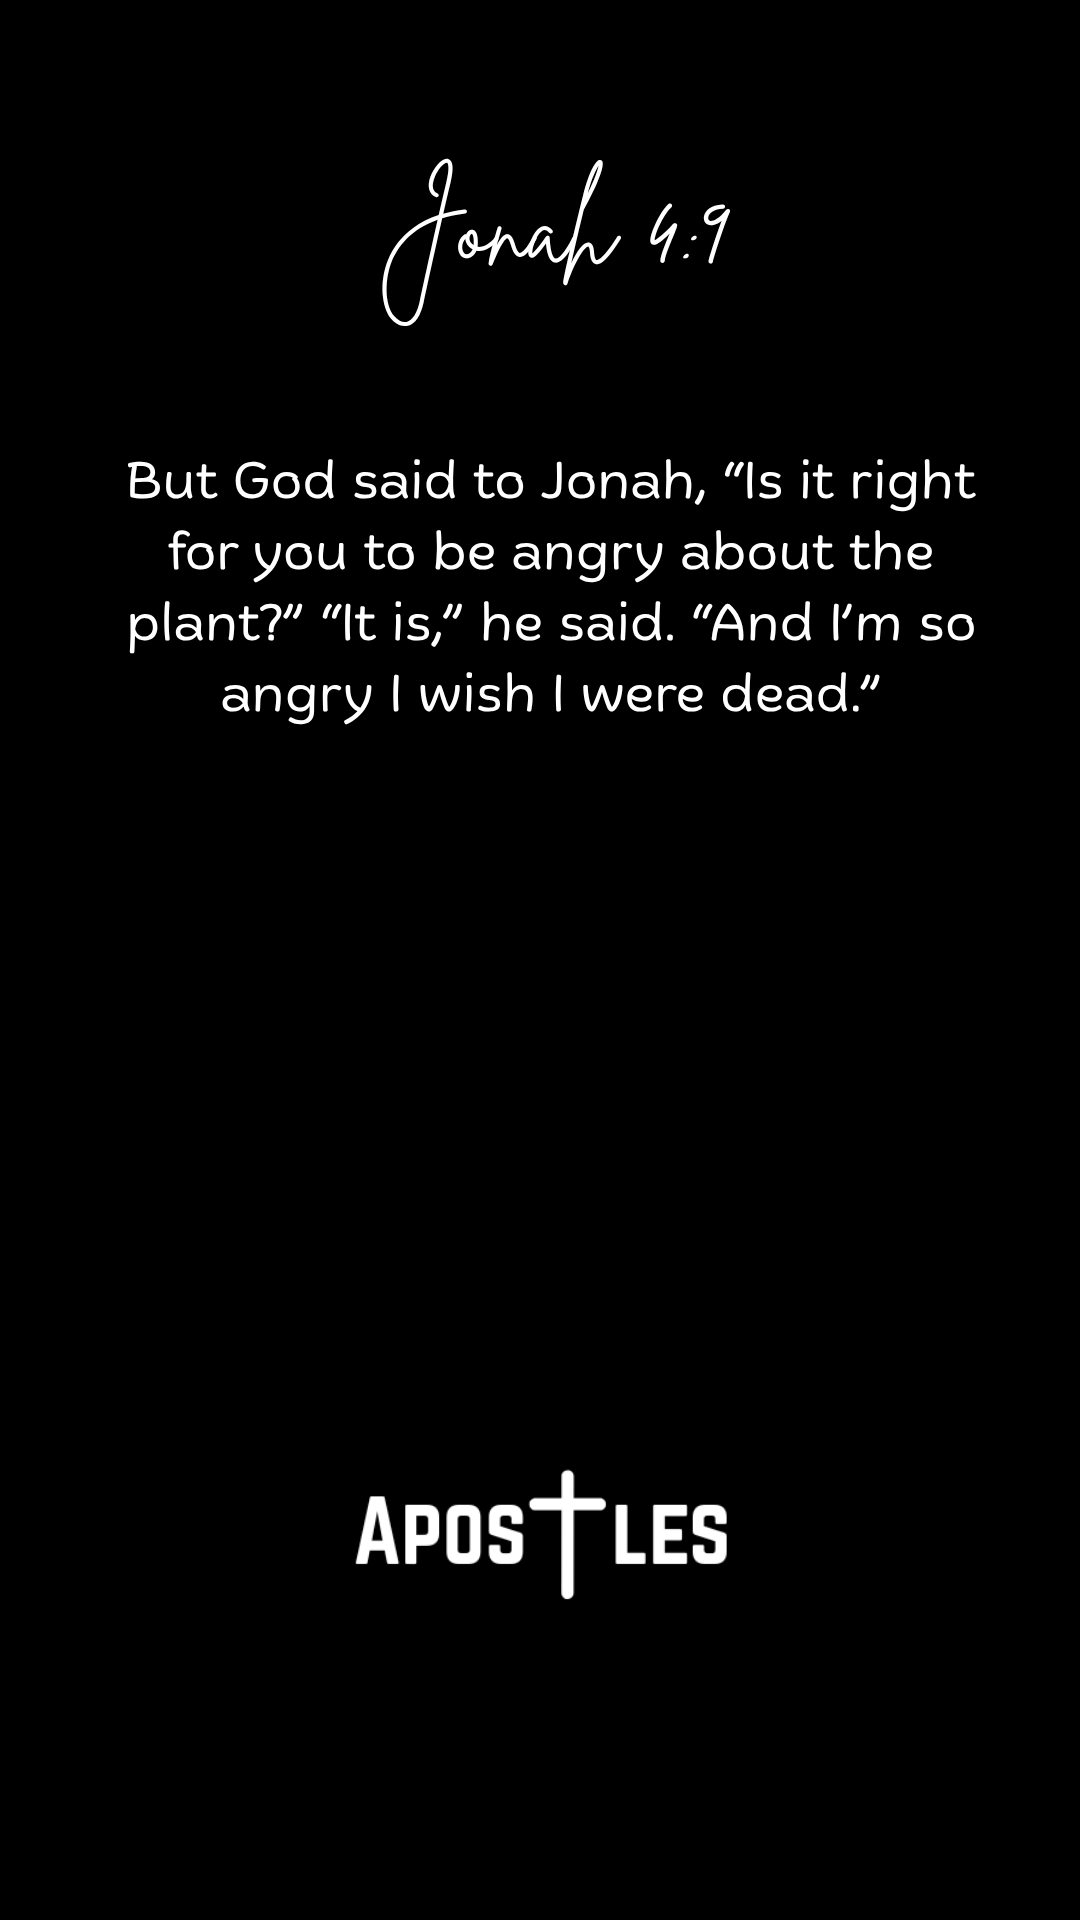 Jonah 4:9
But God said to Jonah, “Is it right
for you to be angry about the
plant?” “It is,” he said. “And I’m so
angry I wish I were dead.”
APOSTLES